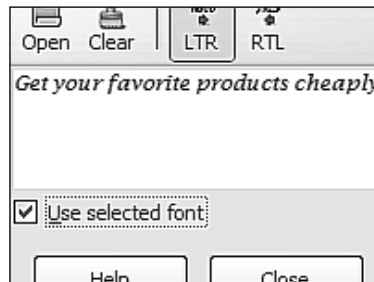 Open Clear LTR RTL
Get your favorite products cheaply
Use selected font
Help Close